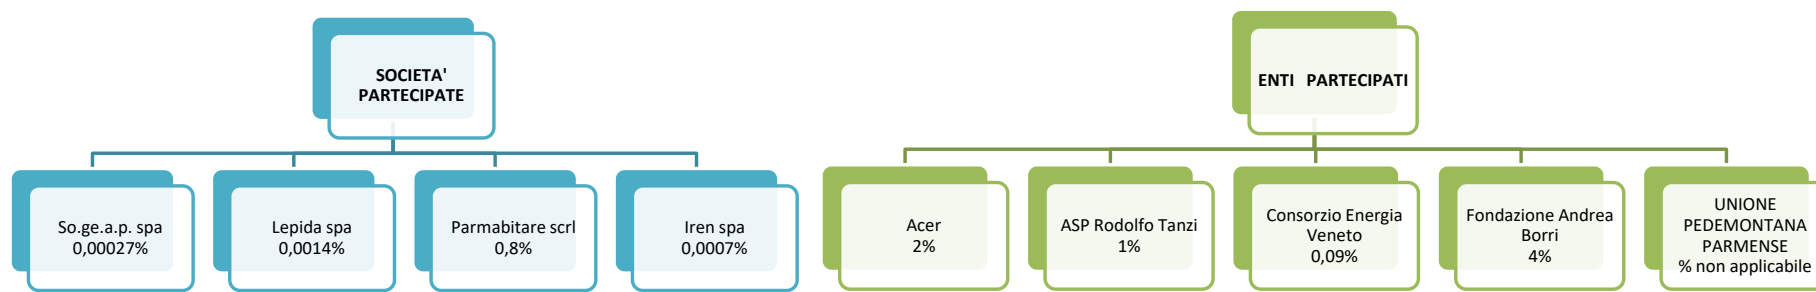 SOCIETA'
PARTECIPATE
So.ge.a.p. spa
0,00027%
Lepida spa
0,0014%
Parmabitare scrl
0,8%
Iren spa
0,0007%
ENTI PARTECIPATI
Acer
2%
ASP Rodolfo Tanzi
1%
Consorzio Energia
Veneto
0,09%
Fondazione Andrea
Borri
4%
UNIONE
PEDEMONTANA
PARMENSE
% non applicabile